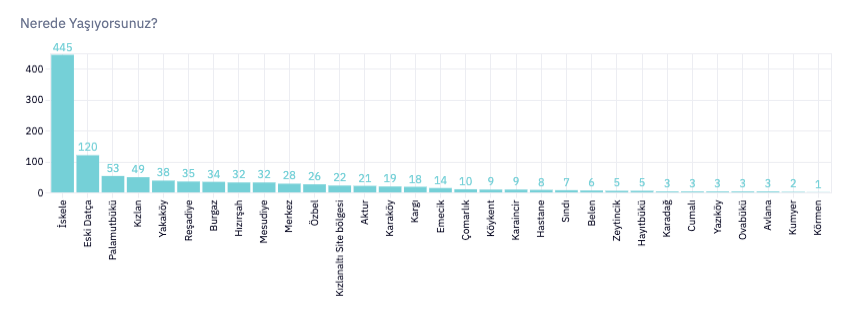 Nerede Yaşıyorsunuz?
445
120
53
49
38
35
34
32
32
28
26
22
21
19
18
14
10
9
9
8
7
6
5
5
3
3
3
3
3
2
1
400
300
200
100
0
İskele
Eski Datça
Palamutbükü
Kızlan
Yakaköy
Reşadiye
Burgaz
Hızırşah
Mesudiye
Merkez
Özbel
Kızlanaltı Site bölgesi
Aktur
Karaköy
Kargı
Emecik
Çomarlık
Köykent
Karaincir
Hastane
Sındı
Belen
Zeytincik
Hayıtbükü
Karadağ
Cumalı
Yazıköy
Ovabükü
Avlana
Kumyer
Körmen